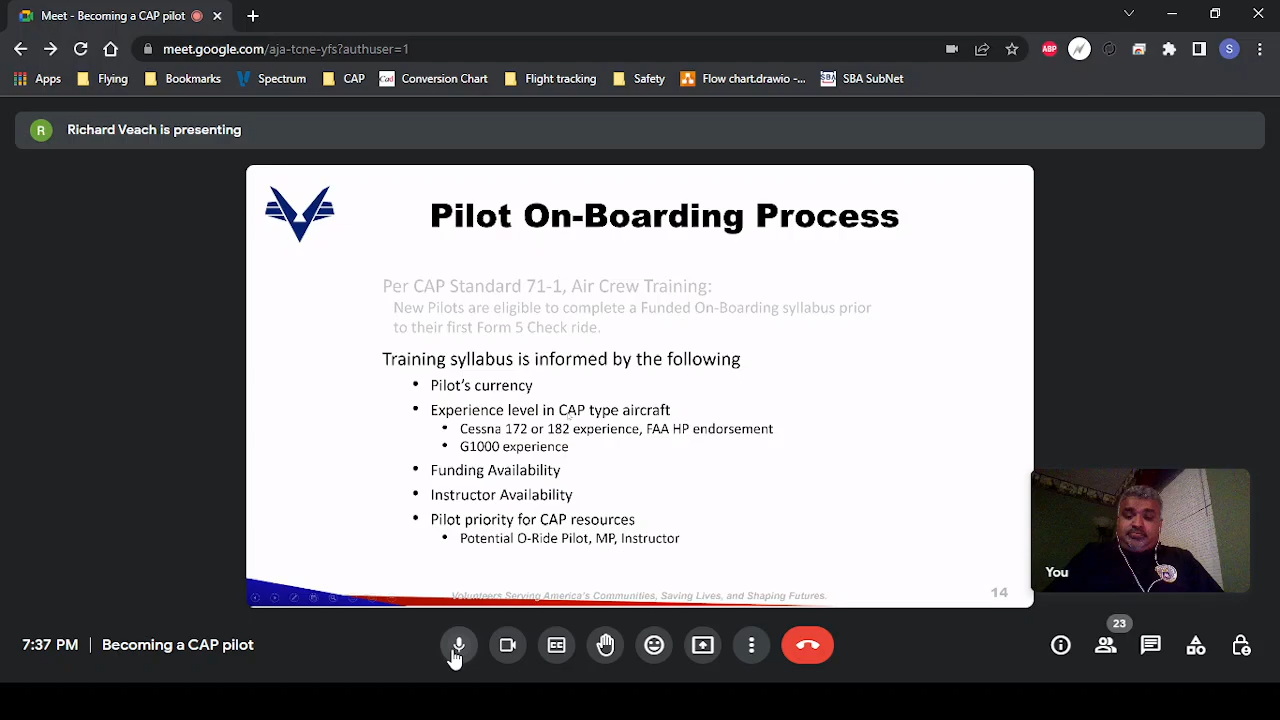 Meet - Becoming a CAP pilot
meet.google.com/aja-tcne-yfs?authuser=1
ABP
S
Apps Flying Bookmarks Spectrum CAP Conversion Chart Flight tracking Safety Flow chart.drawio -... SBA SubNet
R Richard Veach is presenting
Pilot On-Boarding Process
Per CAP Standard 71-1, Air Crew Training:
New Pilots are eligible to complete a Funded On-Boarding syllabus prior
to their first Form 5 Check ride.
Training syllabus is informed by the following
• Pilot's currency
• Experience level in CAP type aircraft
• Cessna 172 or 182 experience, FAA HP endorsement
• G1000 experience
• Funding Availability
• Instructor Availability
• Pilot priority for CAP resources
• Potential O-Ride Pilot, MP, Instructor
You
Volunteers Serving America's Communities, Saving Lives, and Shaping Futures.
14
23
7:37 PM | Becoming a CAP pilot